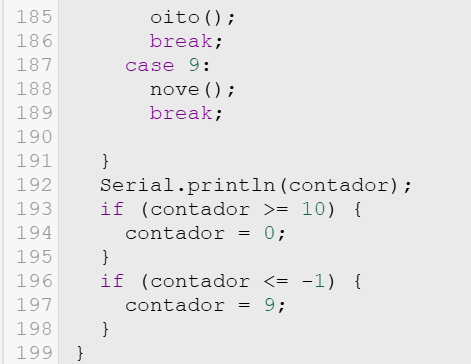 185 oito();
186 break;
187 case 9:
188 nove();
189 break;
190
191 }
192 Serial.println(contador);
193 if (contador >= 10) {
194 contador = 0;
195 }
196 if (contador <= -1) {
197 contador = 9;
198 }
199 }